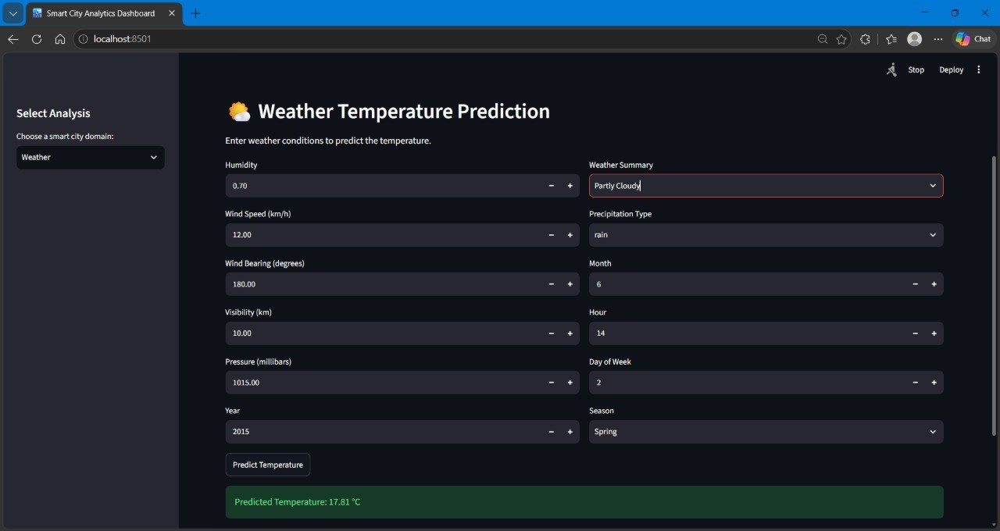 Smart City Analytics Dashboard
localhost:8501
Chat
Stop
Deploy
Select Analysis
Choose a smart city domain:
Weather
Weather Temperature Prediction
Enter weather conditions to predict the temperature.
Humidity
0.70
Weather Summary
Partly Cloudy
Wind Speed (km/h)
12.00
Precipitation Type
rain
Wind Bearing (degrees)
180.00
Month
6
Visibility (km)
10.00
Hour
14
Pressure (millibars)
1015.00
Day of Week
2
Year
2015
Season
Spring
Predict Temperature
Predicted Temperature: 17.81 °C